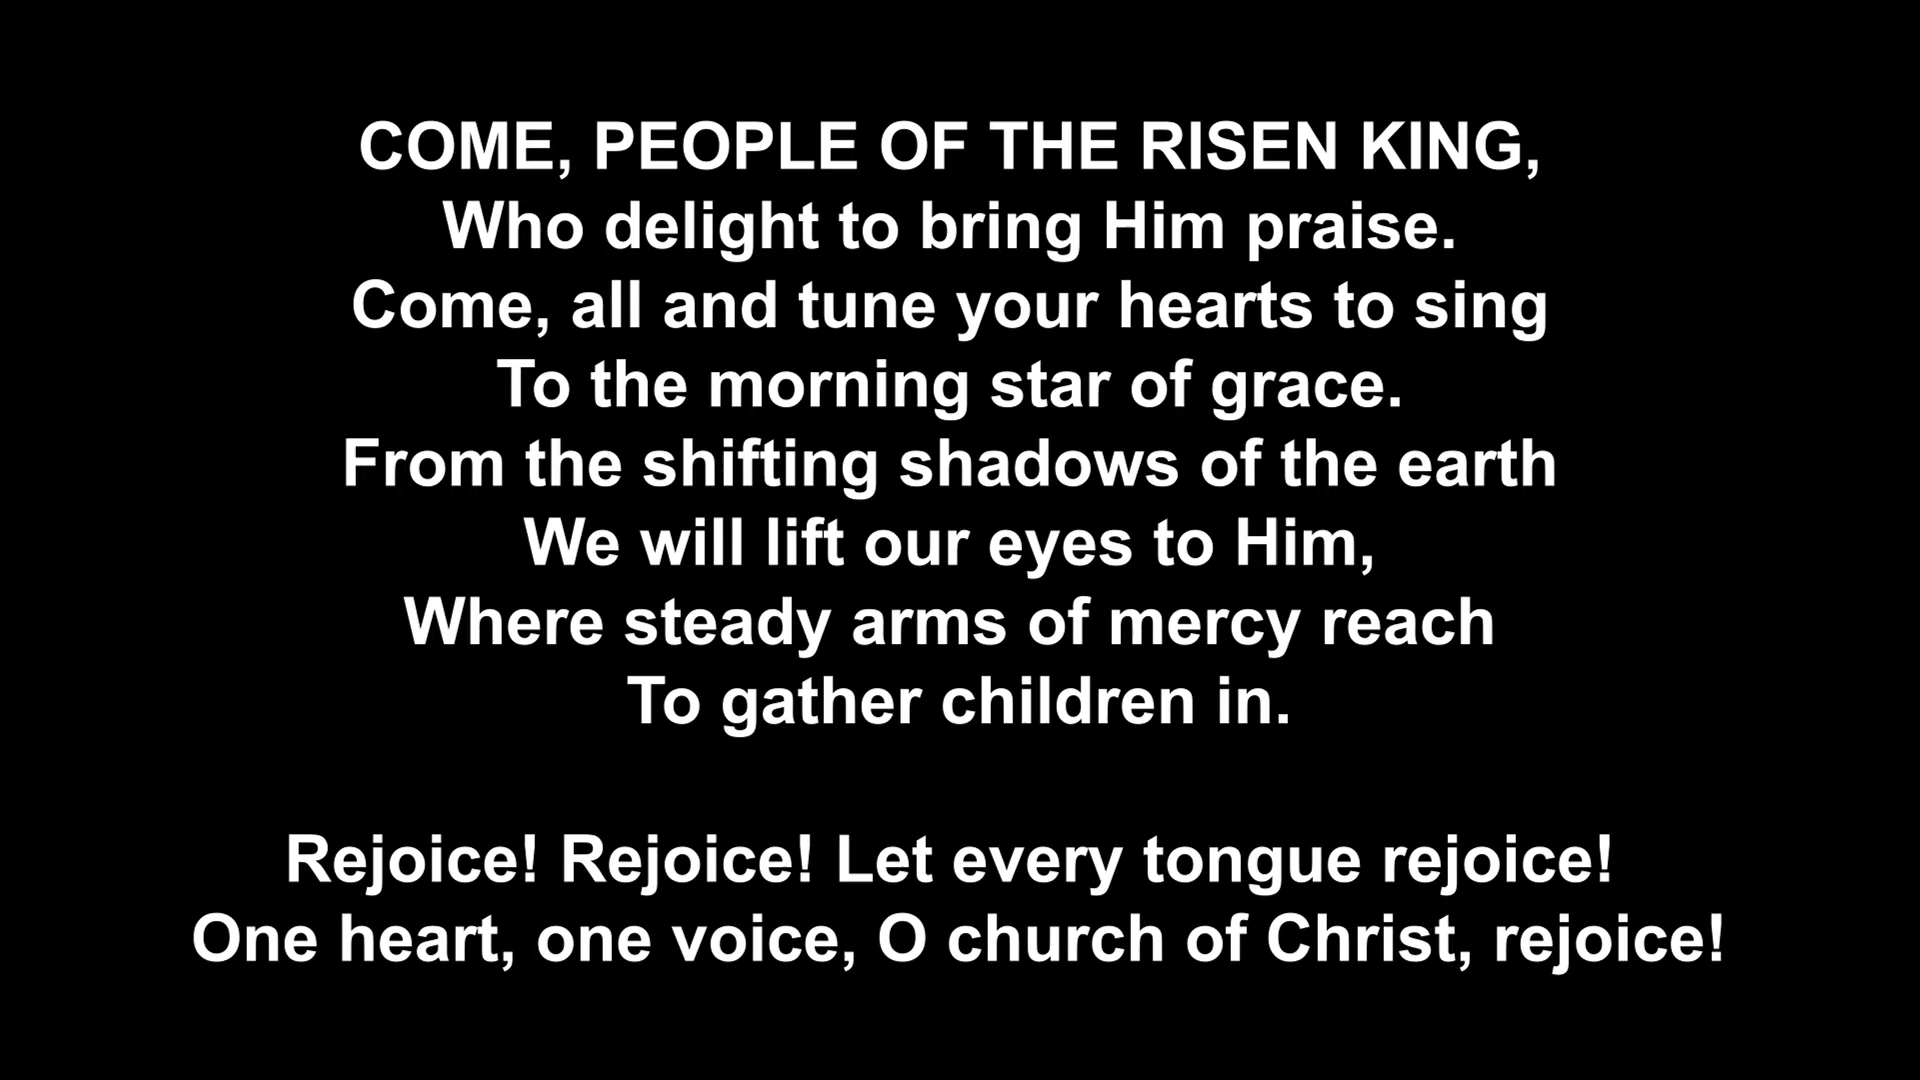 COME, PEOPLE OF THE RISEN KING,
Who delight to bring Him praise.
Come, all and tune your hearts to sing
To the morning star of grace.
From the shifting shadows of the earth
We will lift our eyes to Him,
Where steady arms of mercy reach
To gather children in.
Rejoice! Rejoice! Let every tongue rejoice!
One heart, one voice, O church of Christ, rejoice!